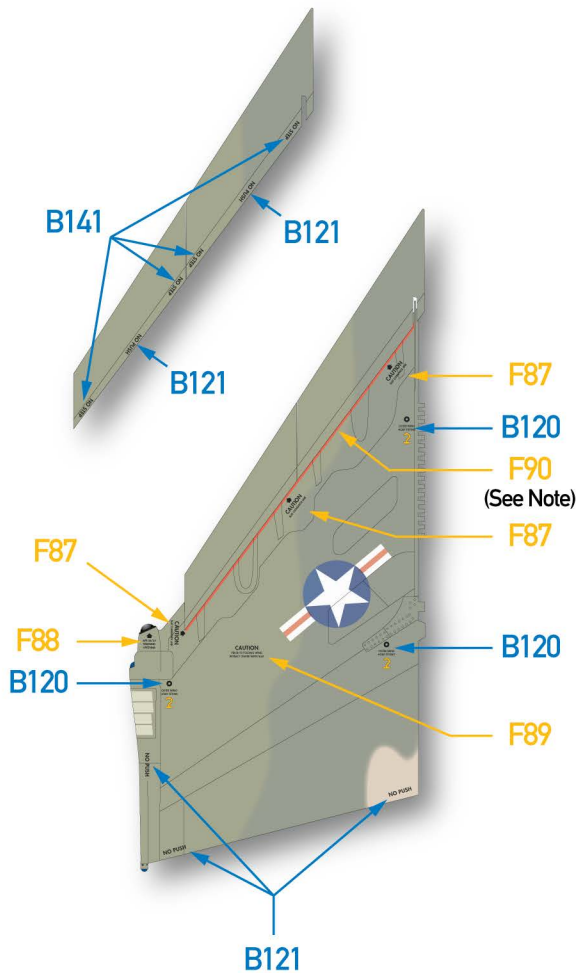 NO STEP
B141
NO PUSH
B121
NO STEP
NO STEP
NO PUSH
B121
NO STEP
CAUTION
F87
B120
2
F90
(See Note)
CAUTION
F87
F87
CAUTION
F88
CAUTION
B120
2
B120
2
F89
NO PUSH
NO PUSH
NO PUSH
B121